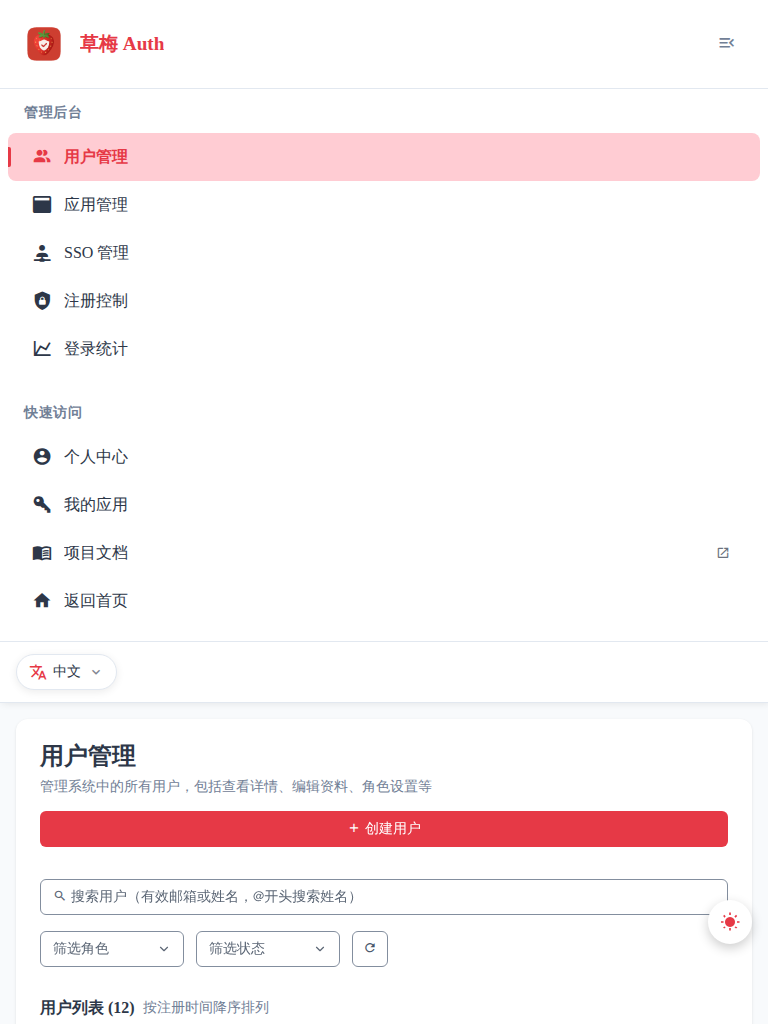 草梅 Auth
管理后台
用户管理
应用管理
SSO 管理
注册控制
登录统计
快速访问
个人中心
我的应用
项目文档
返回首页
中文
用户管理
管理系统中的所有用户，包括查看详情、编辑资料、角色设置等
+ 创建用户
搜索用户（有效邮箱或姓名，@开头搜索姓名）
筛选角色
筛选状态
用户列表 (12) 按注册时间降序排列